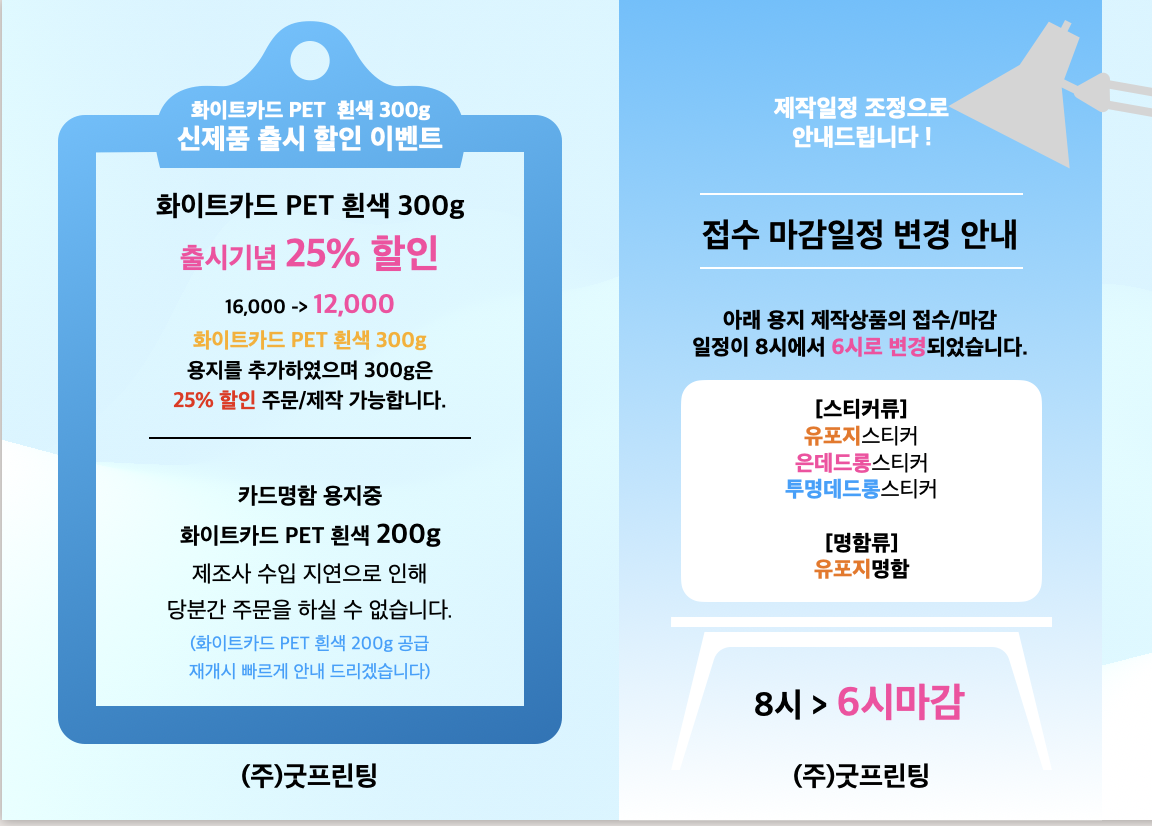 화이트카드 PET 흰색 300g
신제품 출시 할인 이벤트
화이트카드 PET 흰색 300g
출시기념 25% 할인
16,000 -> 12,000
화이트카드 PET 흰색 300g
용지를 추가하였으며 300g은
25% 할인 주문/제작 가능합니다.
카드명함 용지중
화이트카드 PET 흰색 200g
제조사 수입 지연으로 인해
당분간 주문을 하실 수 없습니다.
(화이트카드 PET 흰색 200g 공급
재개시 빠르게 안내 드리겠습니다)
(주)굿프린팅
제작일정 조정으로
안내드립니다 !
접수 마감일정 변경 안내
아래 용지 제작상품의 접수/마감
일정이 8시에서 6시로 변경되었습니다.
[스티커류]
유포지스티커
은데드롱스티커
투명데드롱스티커
[명함류]
유포지명함
8시 > 6시마감
(주)굿프린팅